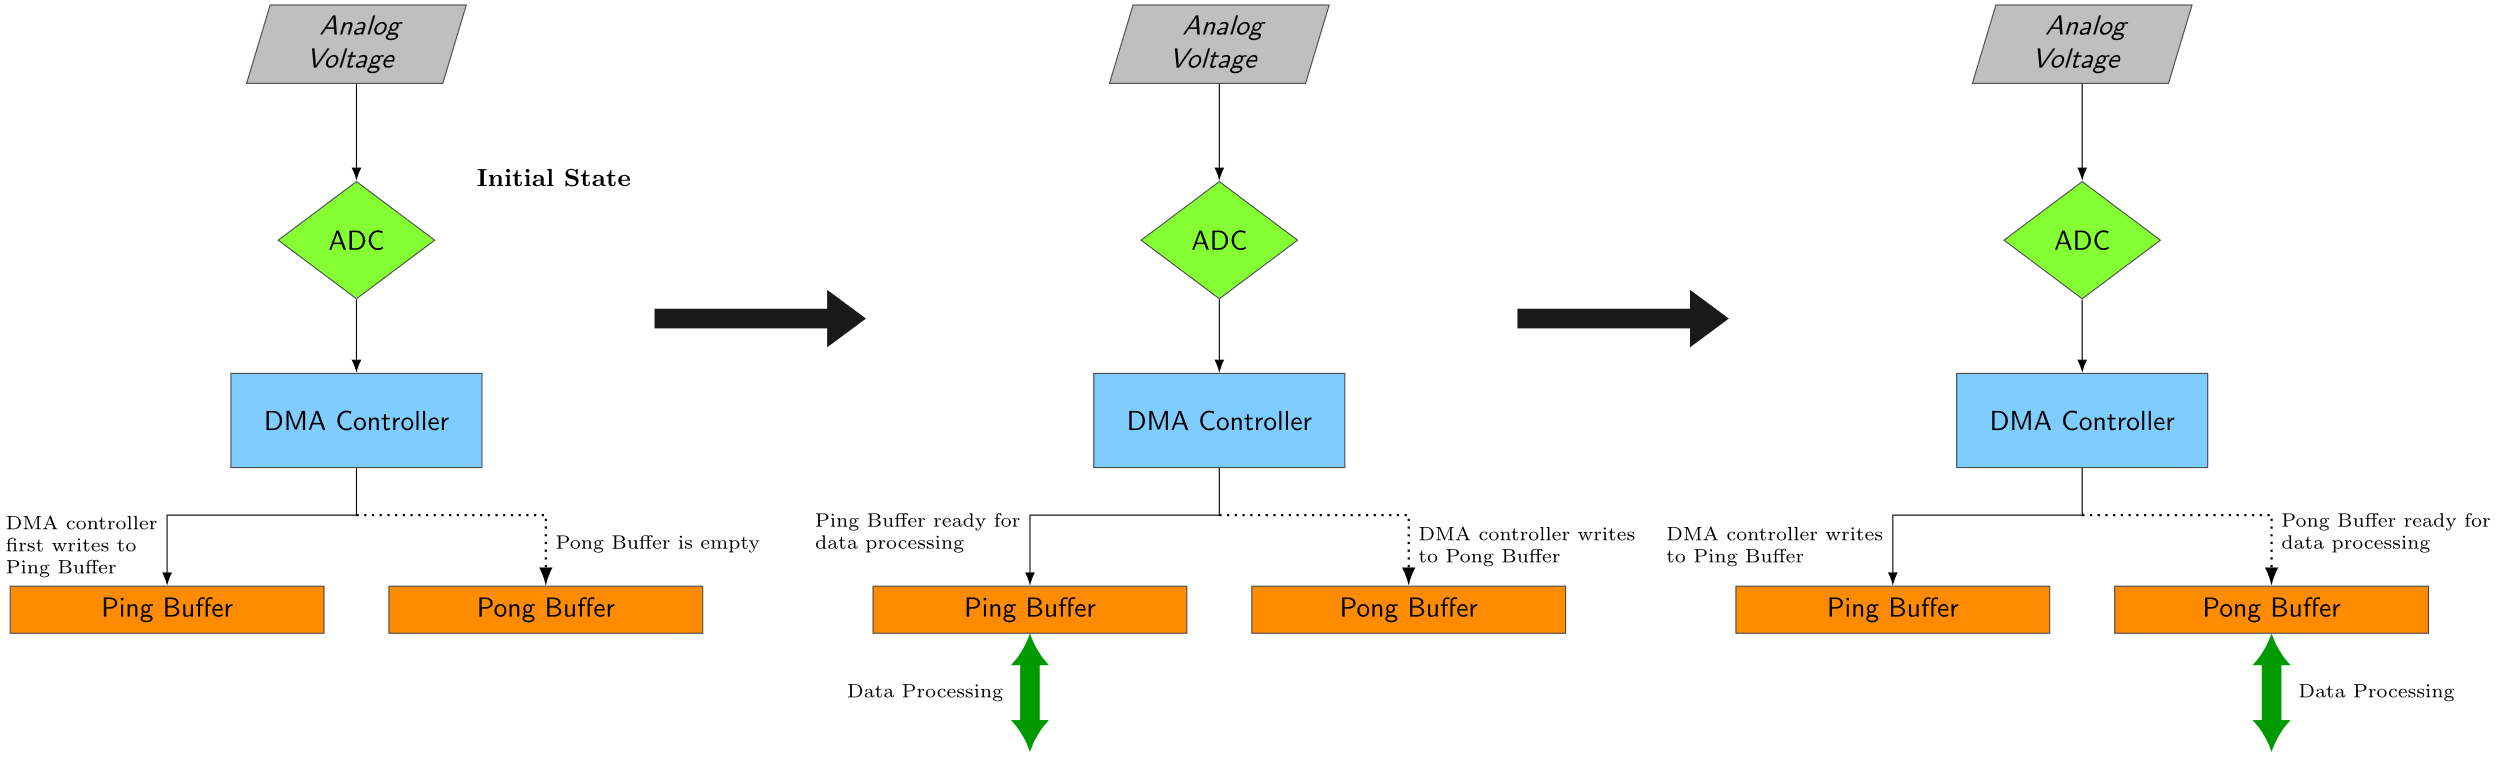 Analog
Voltage
Initial State
ADC
DMA Controller
DMA controller
first writes to
Ping Buffer
Pong Buffer is empty
Ping Buffer
Pong Buffer
Analog
Voltage
ADC
DMA Controller
Ping Buffer ready for
data processing
DMA controller writes
to Pong Buffer
Ping Buffer
Pong Buffer
Data Processing
Analog
Voltage
ADC
DMA Controller
DMA controller writes
to Ping Buffer
Pong Buffer ready for
data processing
Ping Buffer
Pong Buffer
Data Processing